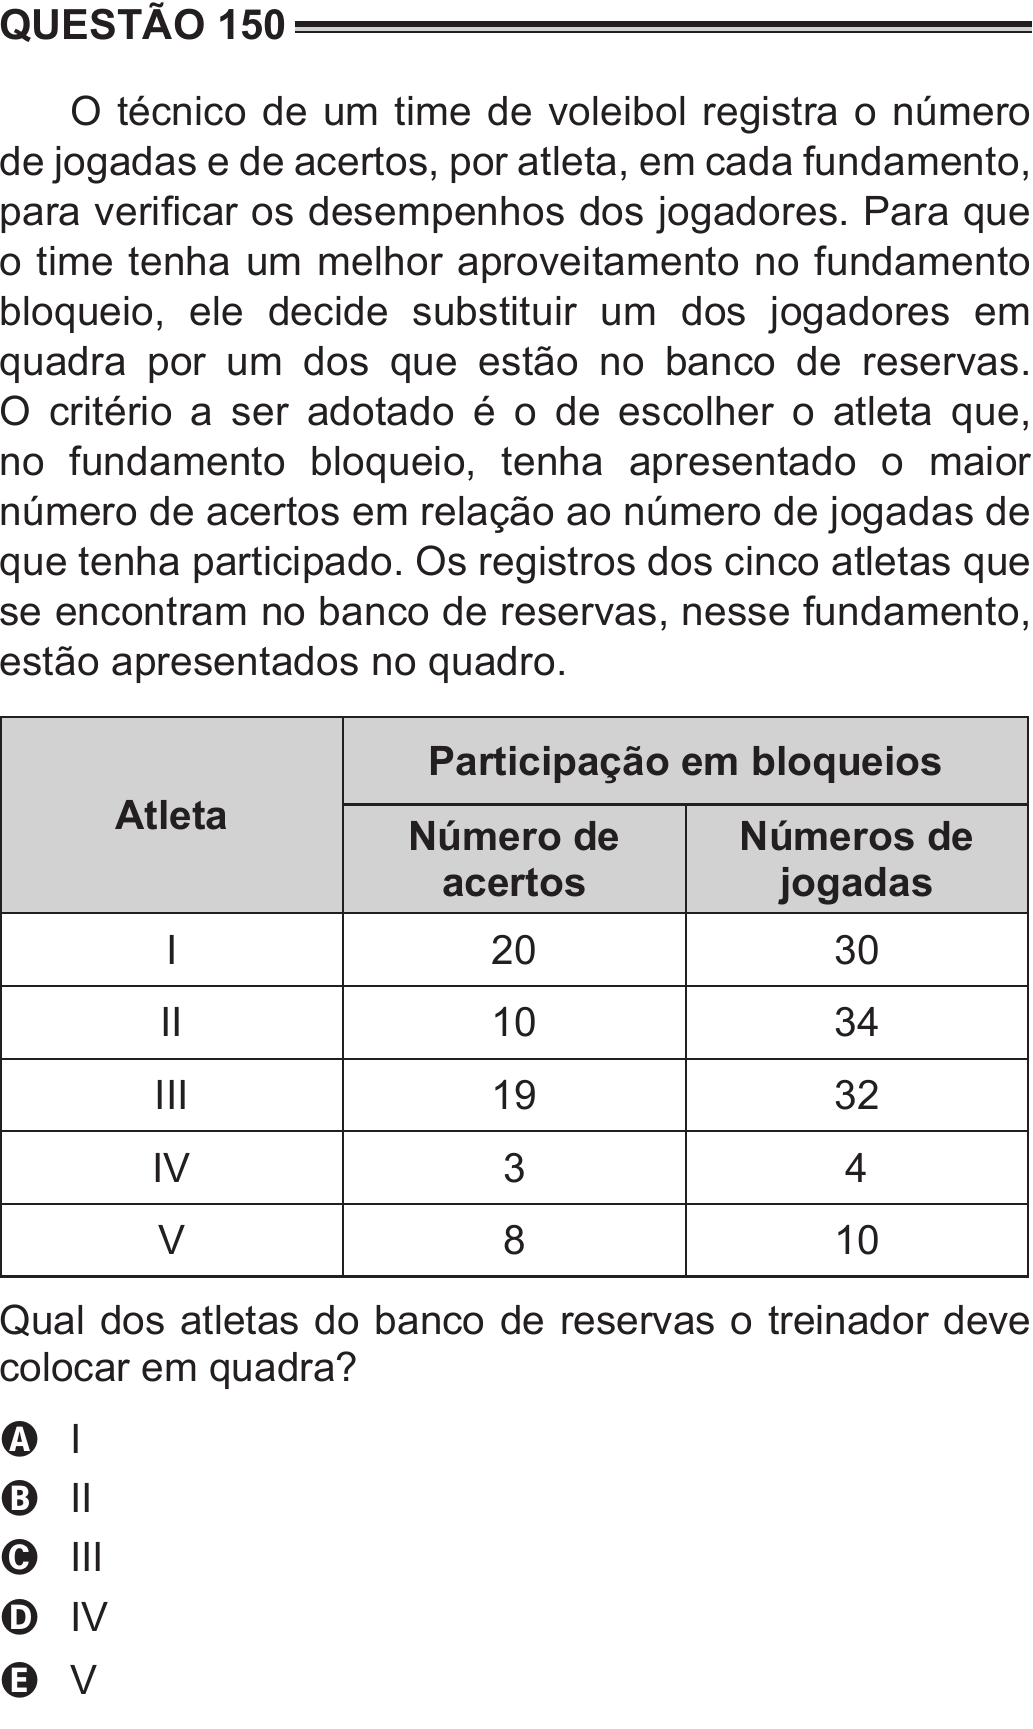 QUESTÃO 150
O técnico de um time de voleibol registra o número
de jogadas e de acertos, por atleta, em cada fundamento,
para verificar os desempenhos dos jogadores. Para que
o time tenha um melhor aproveitamento no fundamento
bloqueio, ele decide substituir um dos jogadores em
quadra por um dos que estão no banco de reservas.
O critério a ser adotado é o de escolher o atleta que,
no fundamento bloqueio, tenha apresentado o maior
número de acertos em relação ao número de jogadas de
que tenha participado. Os registros dos cinco atletas que
se encontram no banco de reservas, nesse fundamento,
estão apresentados no quadro.
Atleta
Participação em bloqueios
Número de
acertos
Números de
jogadas
I 20 30
II 10 34
III 19 32
IV 3 4
V 8 10
Qual dos atletas do banco de reservas o treinador deve
colocar em quadra?
A I
B II
C III
D IV
E V